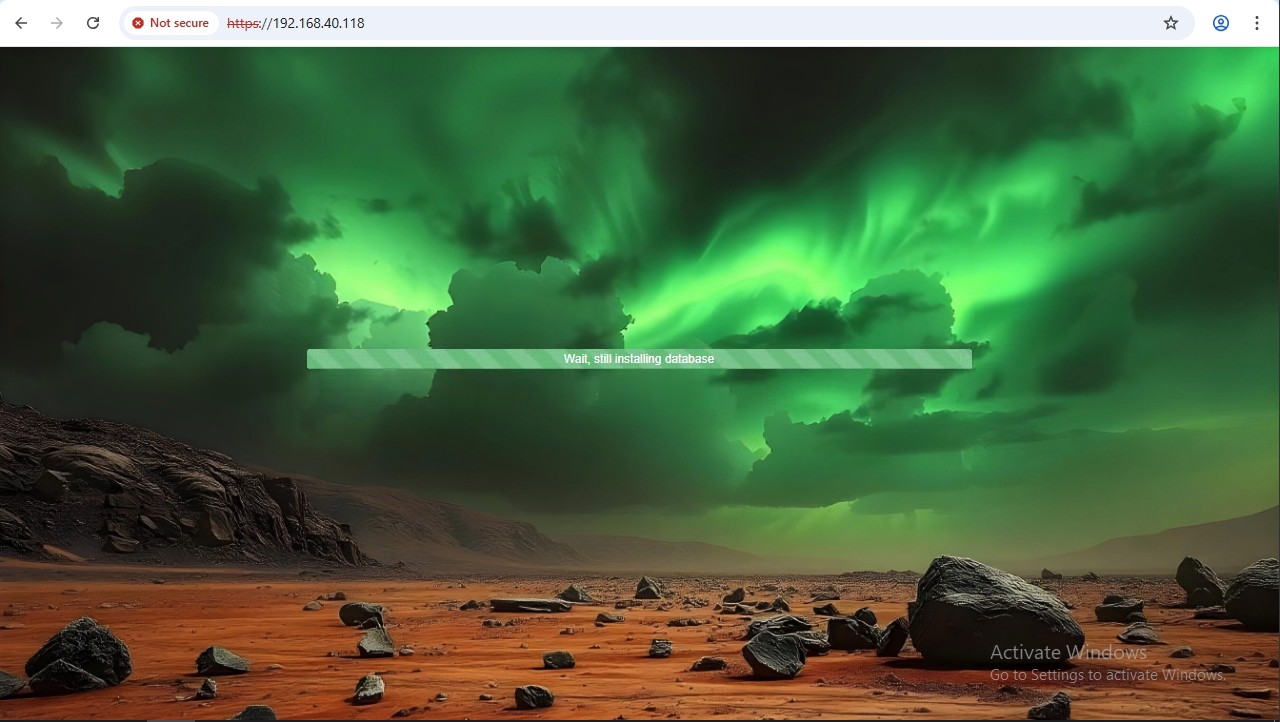 Not secure https://192.168.40.118
Wait, still installing database
Activate Windows
Go to Settings to activate Windows.